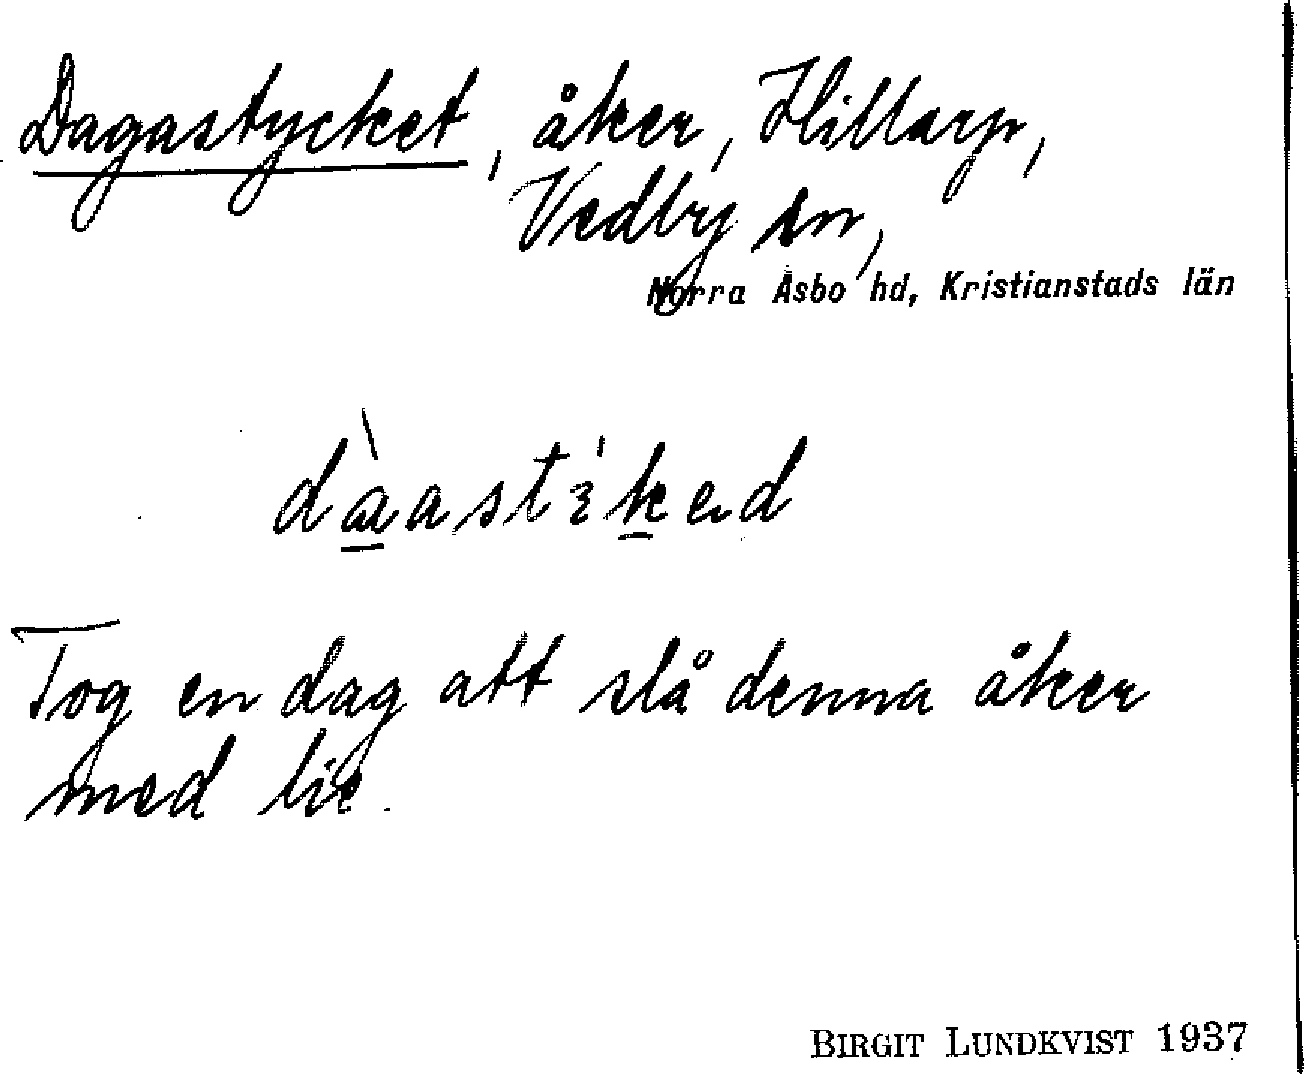 Dagastycket, åker, Hillarp,
Vedby sn,
Norra Åsbo hd, Kristianstads län
Tog en dag att slå denna åker
med lie.
BIRGIT LUNDKVIST 1937